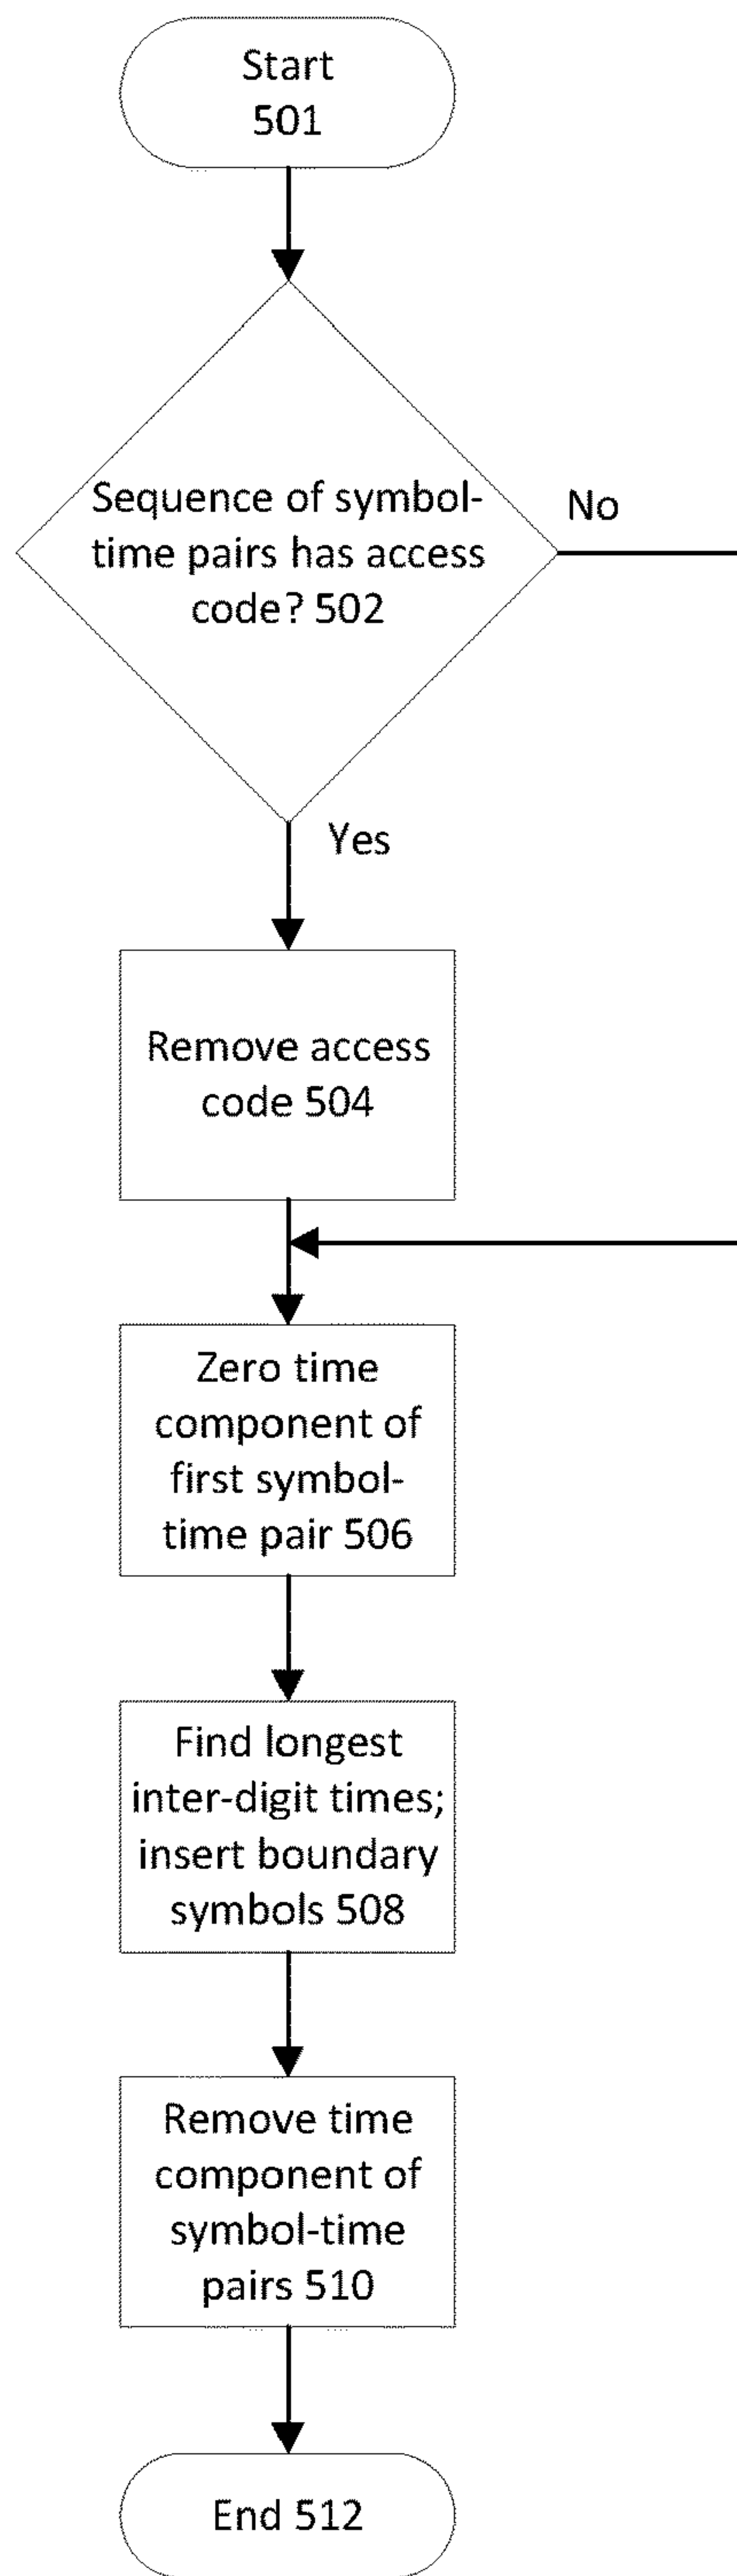 Start
501
Sequence of symbol-
time pairs has access
code? 502
No
Yes
Remove access
code 504
Zero time
component of
first symbol-
time pair 506
Find longest
inter-digit times;
insert boundary
symbols 508
Remove time
component of
symbol-time
pairs 510
End 512